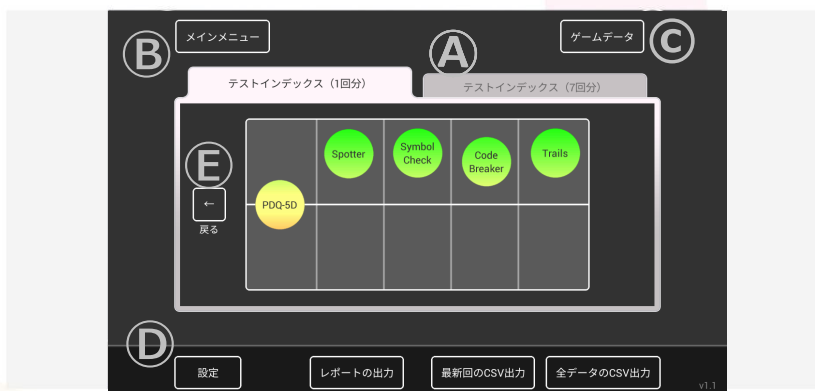 Ⓑ
メインメニュー
Ⓐ
ゲームデータ
Ⓒ
テストインデックス（1回分）
テストインデックス（7回分）
Ⓔ
←
戻る
PDQ-5D
Spotter
Symbol
Check
Code
Breaker
Trails
Ⓓ
設定
レポートの出力
最新回のCSV出力
全データのCSV出力
v1.1